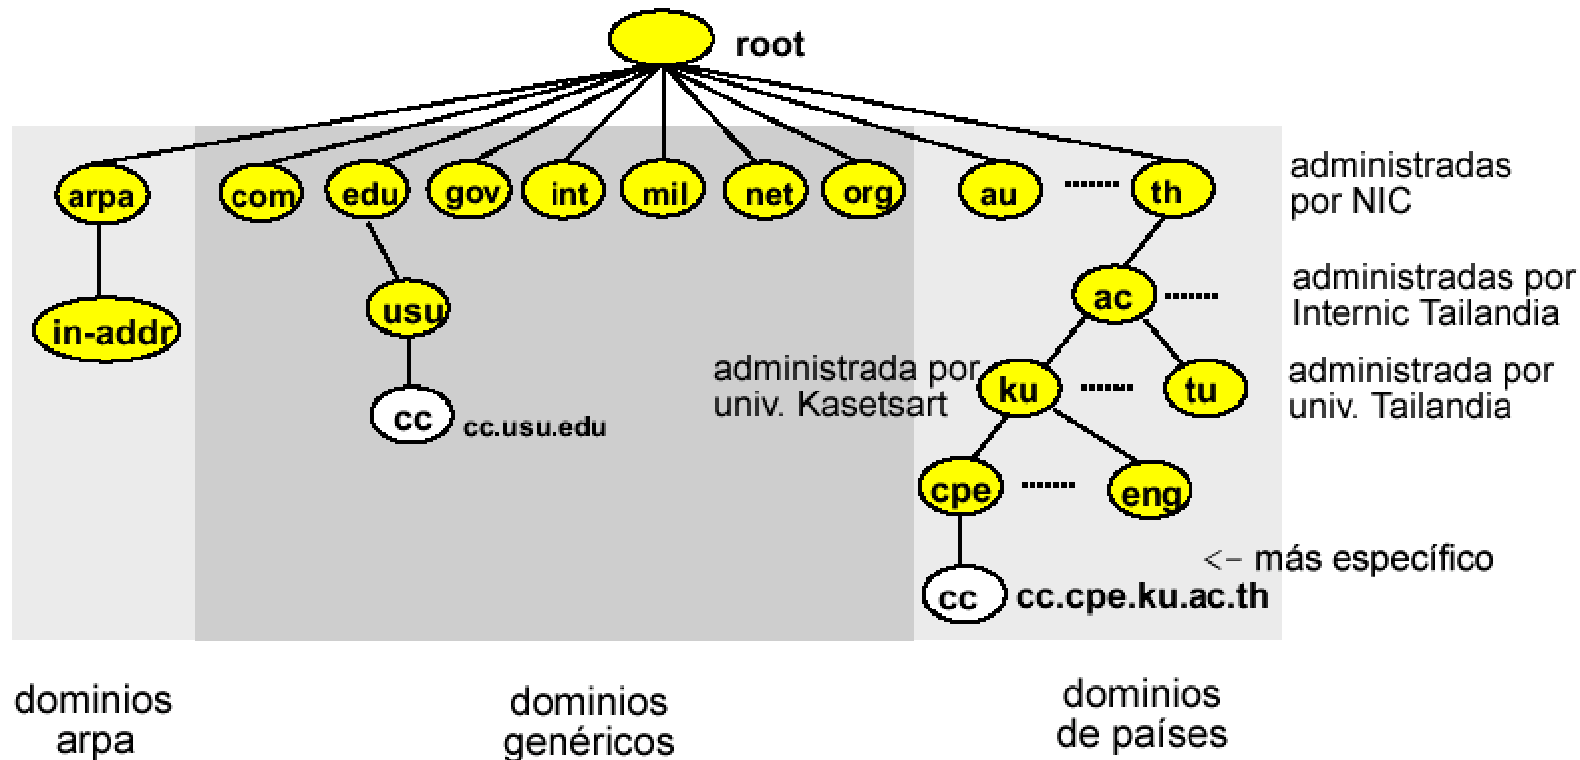 root
arpa com edu gov int mil net org au th
administradas
por NIC
in-addr
usu
ac
administradas por
Internic Tailandia
cc
cc.usu.edu
administrada por
univ. Kasetsart
ku
tu
administrada por
univ. Tailandia
cpe
eng
<- más específico
cc
cc.cpe.ku.ac.th
dominios
arpa
dominios
genéricos
dominios
de países